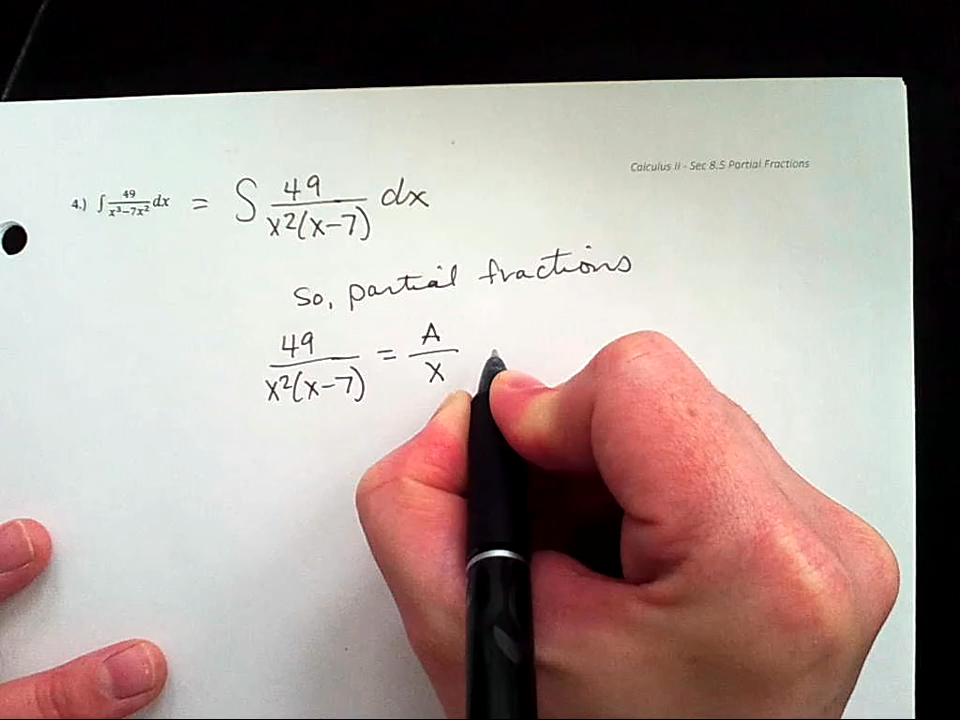 Calculus II - Sec 8.5 Partial Fractions
4.) ∫ 49/(x³−7x²) dx = ∫ 49/(x²(x−7)) dx
So, partial fractions
49/(x²(x−7)) = A/x